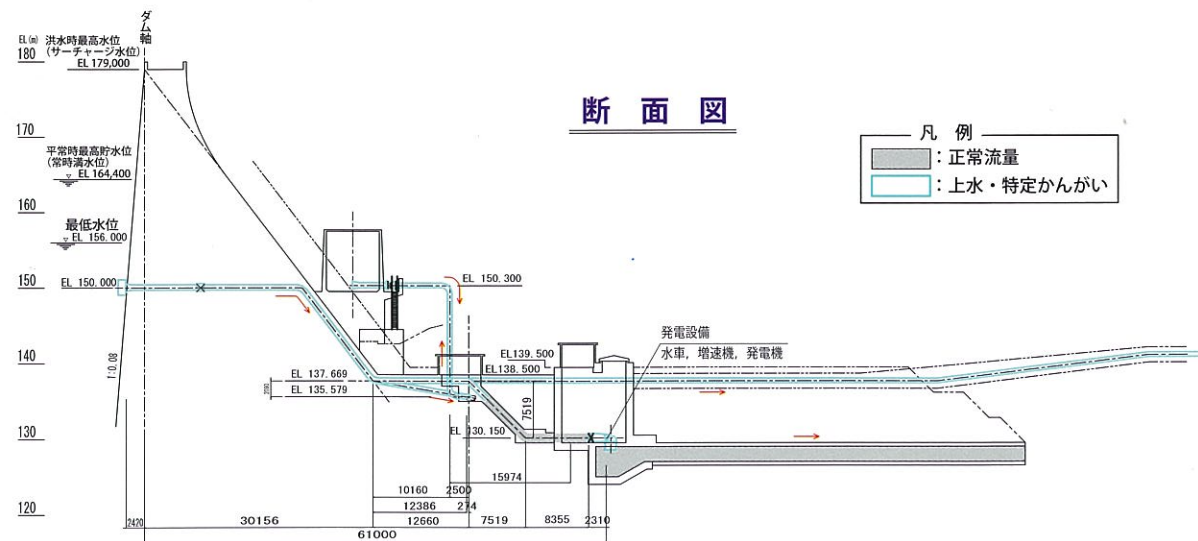 断面図
ダム軸
EL(m)
洪水時最高水位
(サーチャージ水位)
EL 179,000
180
170
平常時最高貯水位
(常時満水位)
EL 164,400
160
最低水位
EL 156.000
150
EL 150.000
140
130
120
1:0.08
凡例
:正常流量
:上水・特定かんがい
EL 150.300
発電設備
水車,増速機,発電機
EL139.500
EL138.500
EL 137.669
EL 135.579
7519
EL 130.150
15974
10160 2500
12386 274
2420 30156 12660 7519 8355 2310
61000